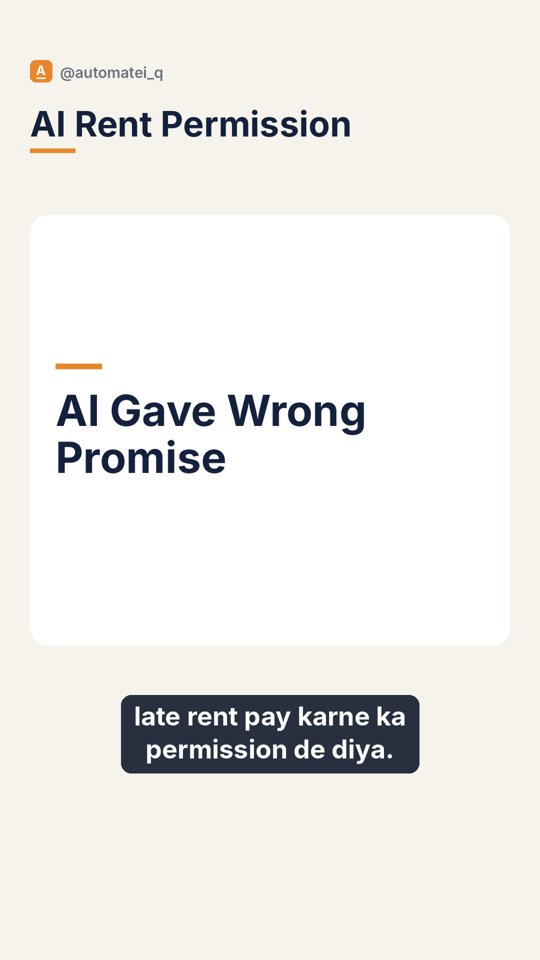 A
@automatei_q
AI Rent Permission
AI Gave Wrong
Promise
late rent pay karne ka
permission de diya.